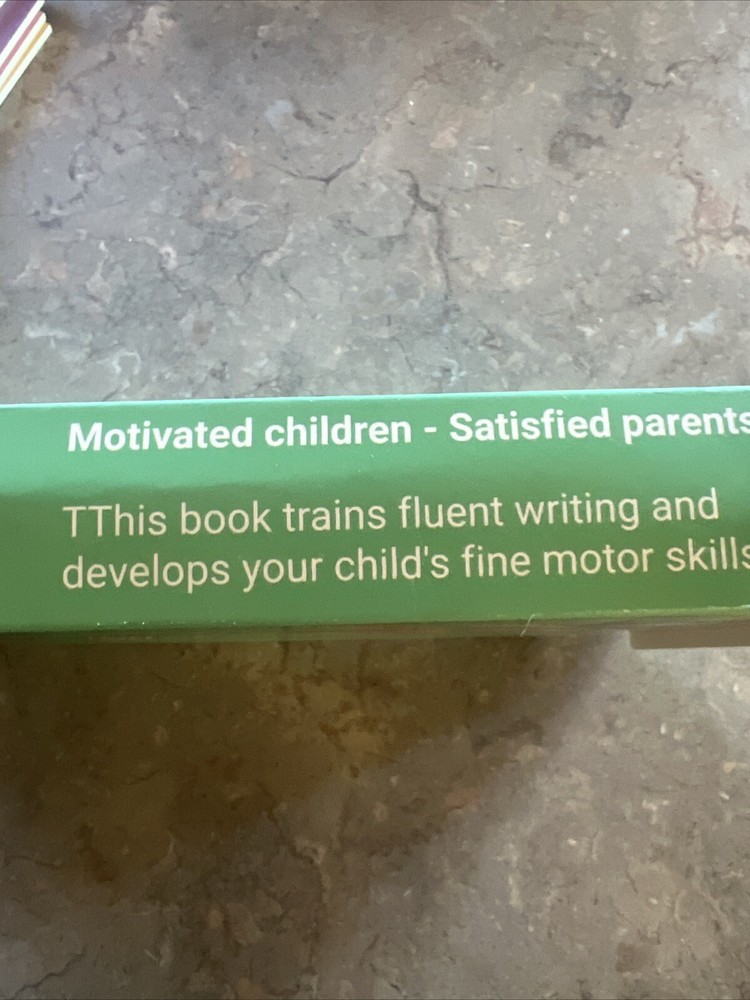 Motivated children - Satisfied parents
TThis book trains fluent writing and
develops your child's fine motor skills